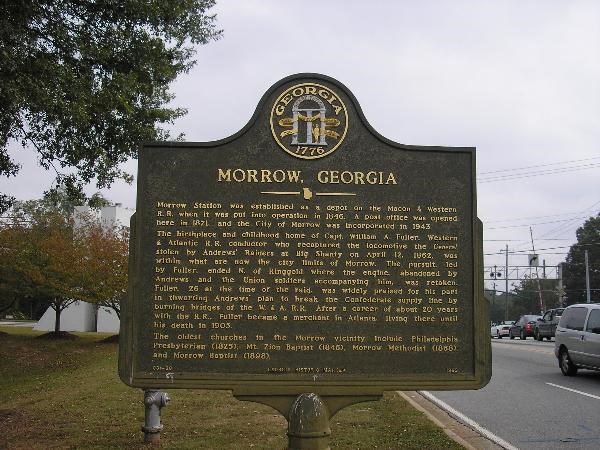 GEORGIA
1776
MORROW, GEORGIA
Morrow Station was established as a depot on the Macon & Western
R.R. when it was put into operation in 1846. A post office was opened
here in 1871, and the City of Morrow was incorporated in 1943.
The birthplace and childhood home of Capt. William A. Fuller, Western
& Atlantic R.R. conductor who recaptured the locomotive the General
stolen by Andrews' Raiders at Big Shanty on April 12, 1862, was
within what are now the city limits of Morrow. The pursuit, led
by Fuller, ended N. of Ringgold where the engine, abandoned by
Andrews and the Union soldiers accompanying him, was retaken.
Fuller, 26 at the time of the raid, was widely praised for his part
in thwarting Andrews' plan to break the Confederate supply line by
burning bridges of the W. & A. R.R. After a career of about 20 years
with the R.R., Fuller became a merchant in Atlanta, living there until
his death in 1905.
The oldest churches in the Morrow vicinity include Philadelphia
Presbyterian (1825), Mt. Zion Baptist (1848), Morrow Methodist (1868),
and Morrow Baptist (1898).